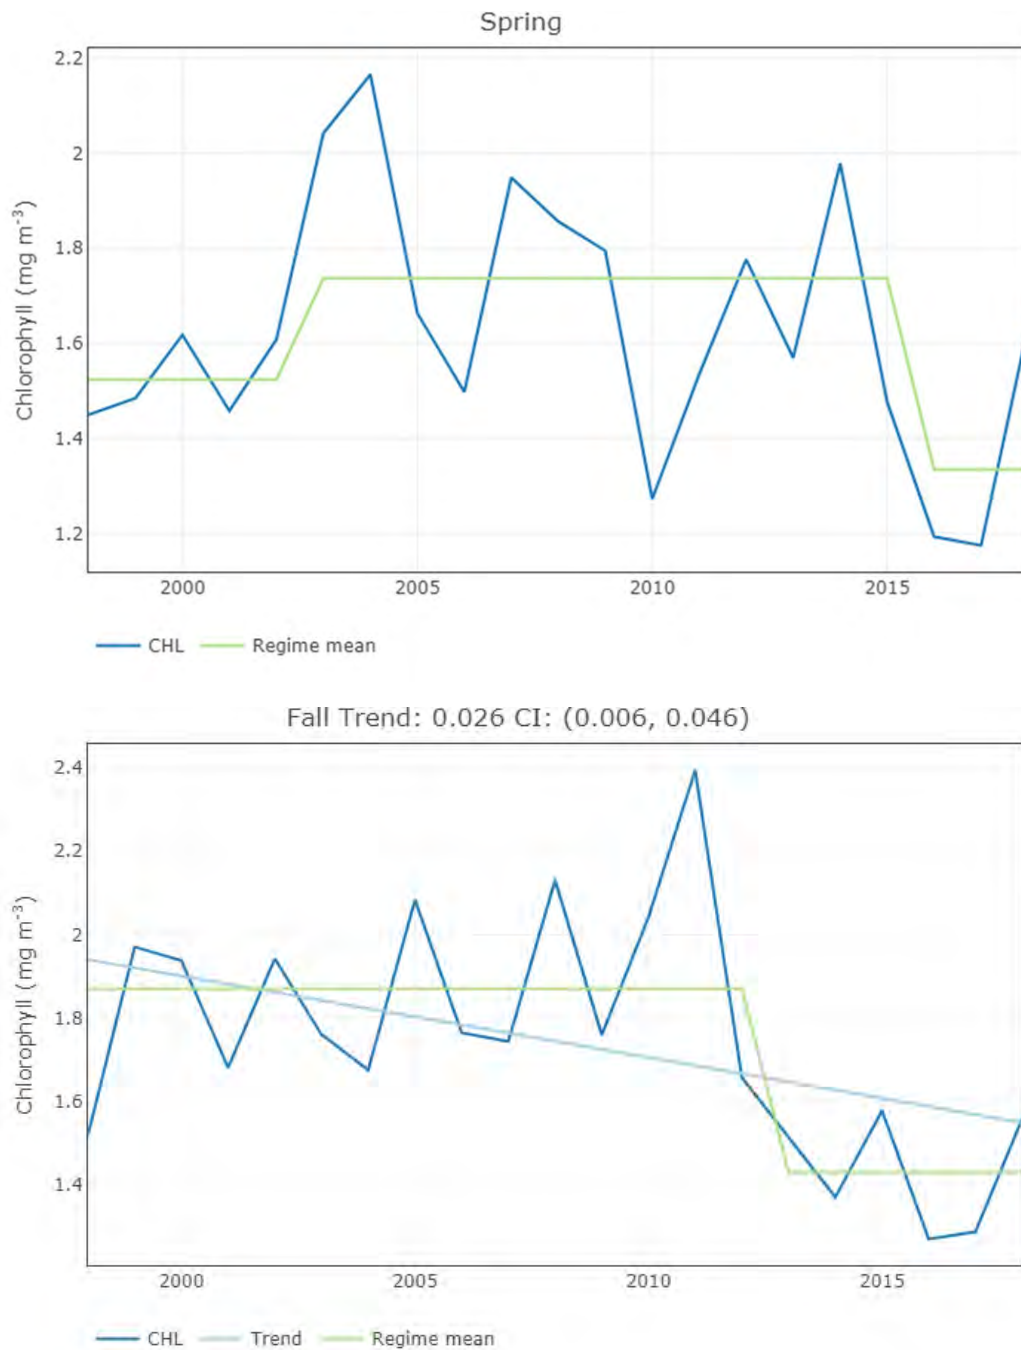 Spring
2.2
2
1.8
1.6
1.4
1.2
Chlorophyll (mg m-3)
2000 2005 2010 2015
CHL Regime mean
Fall Trend: 0.026 CI: (0.006, 0.046)
2.4
2.2
2
1.8
1.6
1.4
Chlorophyll (mg m-3)
2000 2005 2010 2015
CHL Trend Regime mean